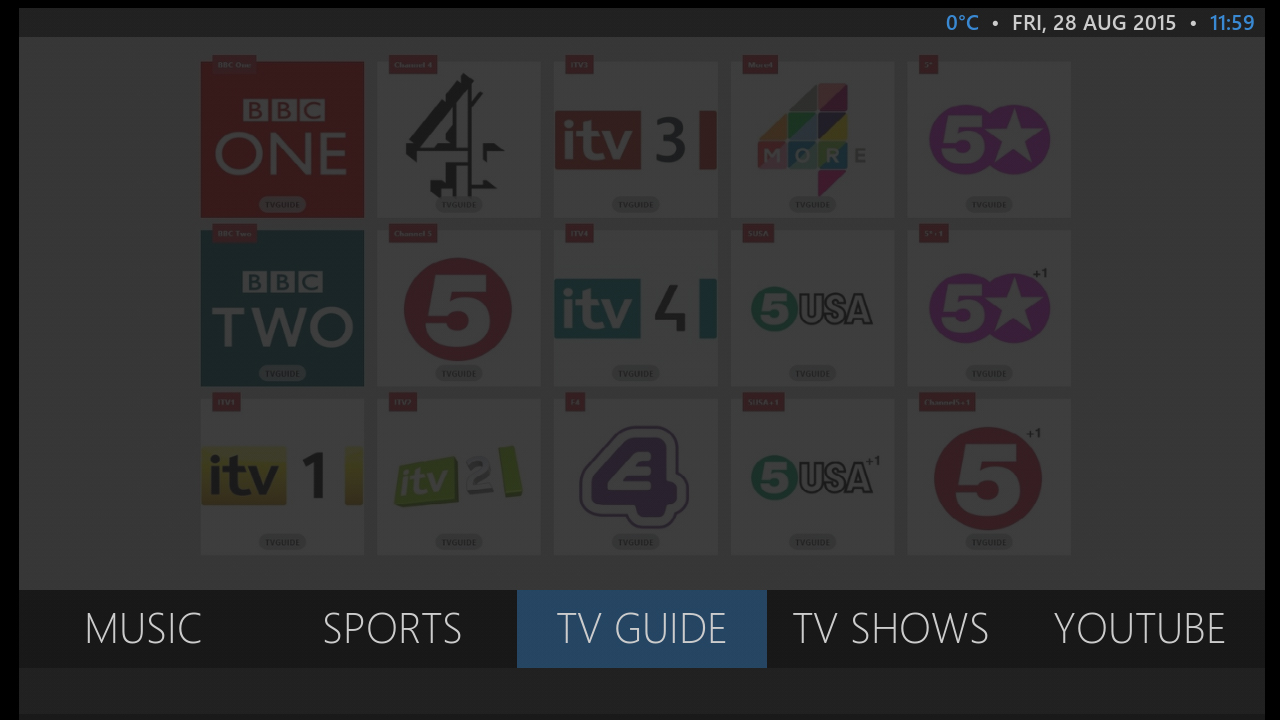 0°C • FRI, 28 AUG 2015 • 11:59
BBC One Channel 4 ITV3 More4 5*
BBC ONE
4
itv 3
MORE
5
TVGUIDE TVGUIDE TVGUIDE TVGUIDE TVGUIDE
BBC Two Channel 5 ITV4 5USA 5*+1
BBC TWO
5
itv 4
5USA
5 +1
TVGUIDE TVGUIDE TVGUIDE TVGUIDE TVGUIDE
ITV1 ITV2 E4 5USA+1 Channel5+1
itv 1
itv 2
4
5USA +1
5 +1
TVGUIDE TVGUIDE TVGUIDE TVGUIDE TVGUIDE
MUSIC SPORTS TV GUIDE TV SHOWS YOUTUBE